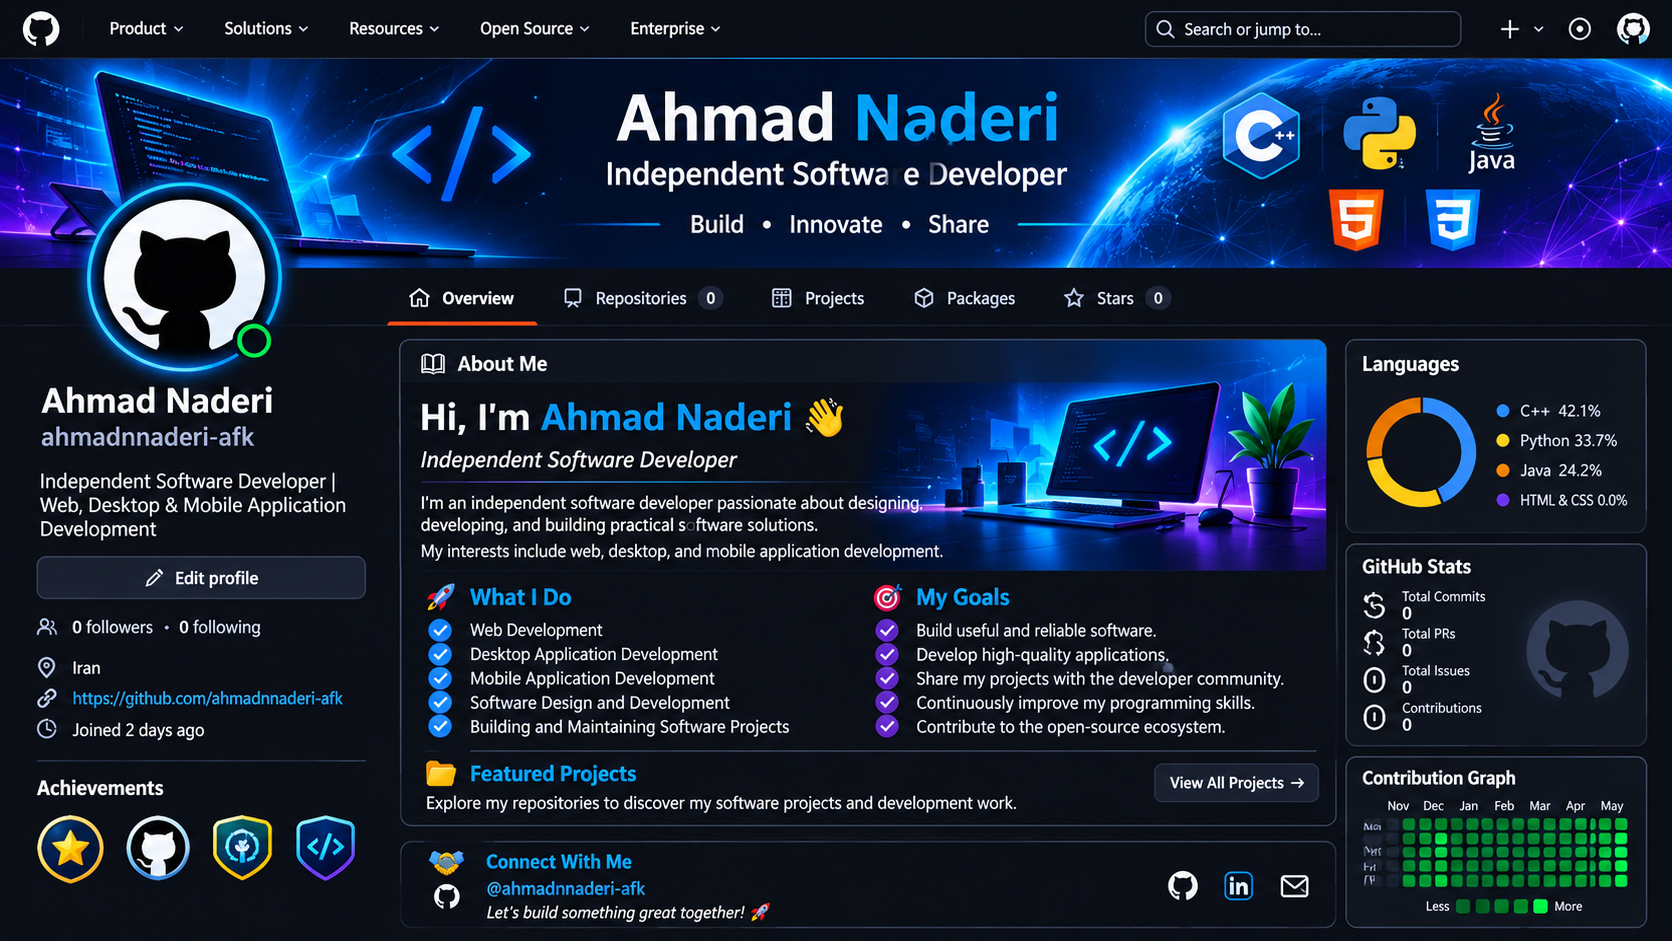 Product
Solutions
Resources
Open Source
Enterprise
Search or jump to...
Ahmad Naderi
Independent Softwa e Developer
Build • Innovate • Share
C++
Java
Overview
Repositories 0
Projects
Packages
Stars 0
Ahmad Naderi
ahmadnnaderi-afk
Independent Software Developer |
Web, Desktop & Mobile Application
Development
Edit profile
0 followers • 0 following
Iran
https://github.com/ahmadnnaderi-afk
Joined 2 days ago
Achievements
About Me
Hi, I'm Ahmad Naderi 👋
Independent Software Developer
I'm an independent software developer passionate about designing,
developing, and building practical software solutions.
My interests include web, desktop, and mobile application development.
What I Do
Web Development
Desktop Application Development
Mobile Application Development
Software Design and Development
Building and Maintaining Software Projects
My Goals
Build useful and reliable software.
Develop high-quality applications.
Share my projects with the developer community.
Continuously improve my programming skills.
Contribute to the open-source ecosystem.
Featured Projects
Explore my repositories to discover my software projects and development work.
View All Projects →
Connect With Me
@ahmadnnaderi-afk
Let's build something great together! 🚀
in
Languages
C++ 42.1%
Python 33.7%
Java 24.2%
HTML & CSS 0.0%
GitHub Stats
Total Commits
0
Total PRs
0
Total Issues
0
Contributions
0
Contribution Graph
Nov Dec Jan Feb Mar Apr May
Less
More